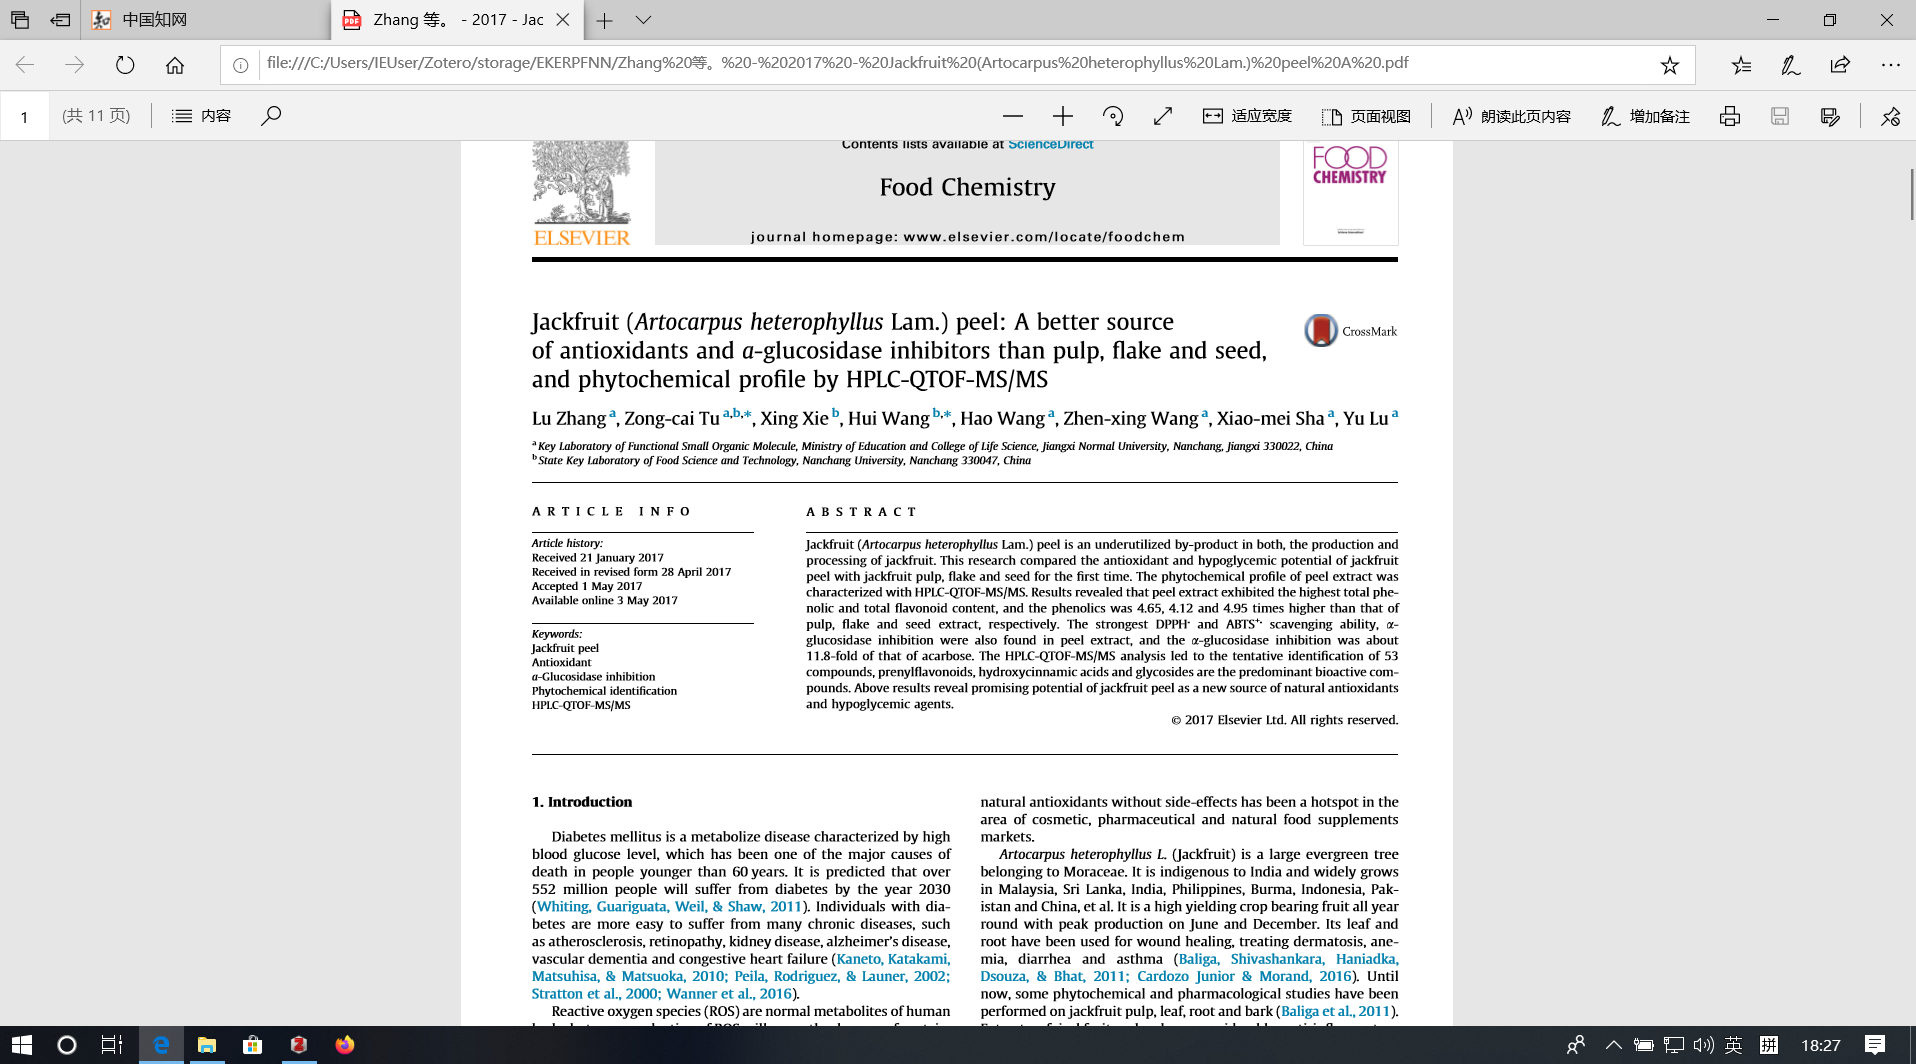 中国知网
Zhang 等。 - 2017 - Jac
file:///C:/Users/IEUser/Zotero/storage/EKERPFNN/Zhang%20等。%20-%202017%20-%20Jackfruit%20(Artocarpus%20heterophyllus%20Lam.)%20peel%20A%20.pdf
1 (共 11 页) 内容 适应宽度 页面视图 朗读此页内容 增加备注
Contents lists available at ScienceDirect
Food Chemistry
journal homepage: www.elsevier.com/locate/foodchem
ELSEVIER
FOOD
CHEMISTRY
Jackfruit (Artocarpus heterophyllus Lam.) peel: A better source
of antioxidants and a-glucosidase inhibitors than pulp, flake and seed,
and phytochemical profile by HPLC-QTOF-MS/MS
CrossMark
Lu Zhang a, Zong-cai Tu a,b,*, Xing Xie b, Hui Wang b,*, Hao Wang a, Zhen-xing Wang a, Xiao-mei Sha a, Yu Lu a
a Key Laboratory of Functional Small Organic Molecule, Ministry of Education and College of Life Science, Jiangxi Normal University, Nanchang, Jiangxi 330022, China
b State Key Laboratory of Food Science and Technology, Nanchang University, Nanchang 330047, China
ARTICLE INFO
Article history:
Received 21 January 2017
Received in revised form 28 April 2017
Accepted 1 May 2017
Available online 3 May 2017
Keywords:
Jackfruit peel
Antioxidant
a-Glucosidase inhibition
Phytochemical identification
HPLC-QTOF-MS/MS
ABSTRACT
Jackfruit (Artocarpus heterophyllus Lam.) peel is an underutilized by-product in both, the production and
processing of jackfruit. This research compared the antioxidant and hypoglycemic potential of jackfruit
peel with jackfruit pulp, flake and seed for the first time. The phytochemical profile of peel extract was
characterized with HPLC-QTOF-MS/MS. Results revealed that peel extract exhibited the highest total phe-
nolic and total flavonoid content, and the phenolics was 4.65, 4.12 and 4.95 times higher than that of
pulp, flake and seed extract, respectively. The strongest DPPH· and ABTS+· scavenging ability, α-
glucosidase inhibition were also found in peel extract, and the α-glucosidase inhibition was about
11.8-fold of that of acarbose. The HPLC-QTOF-MS/MS analysis led to the tentative identification of 53
compounds, prenylflavonoids, hydroxycinnamic acids and glycosides are the predominant bioactive com-
pounds. Above results reveal promising potential of jackfruit peel as a new source of natural antioxidants
and hypoglycemic agents.
© 2017 Elsevier Ltd. All rights reserved.
1. Introduction
Diabetes mellitus is a metabolize disease characterized by high
blood glucose level, which has been one of the major causes of
death in people younger than 60 years. It is predicted that over
552 million people will suffer from diabetes by the year 2030
(Whiting, Guariguata, Weil, & Shaw, 2011). Individuals with dia-
betes are more easy to suffer from many chronic diseases, such
as atherosclerosis, retinopathy, kidney disease, alzheimer's disease,
vascular dementia and congestive heart failure (Kaneto, Katakami,
Matsuhisa, & Matsuoka, 2010; Peila, Rodriguez, & Launer, 2002;
Stratton et al., 2000; Wanner et al., 2016).
Reactive oxygen species (ROS) are normal metabolites of human
natural antioxidants without side-effects has been a hotspot in the
area of cosmetic, pharmaceutical and natural food supplements
markets.
Artocarpus heterophyllus L. (Jackfruit) is a large evergreen tree
belonging to Moraceae. It is indigenous to India and widely grows
in Malaysia, Sri Lanka, India, Philippines, Burma, Indonesia, Pak-
istan and China, et al. It is a high yielding crop bearing fruit all year
round with peak production on June and December. Its leaf and
root have been used for wound healing, treating dermatosis, ane-
mia, diarrhea and asthma (Baliga, Shivashankara, Haniadka,
Dsouza, & Bhat, 2011; Cardozo Junior & Morand, 2016). Until
now, some phytochemical and pharmacological studies have been
performed on jackfruit pulp, leaf, root and bark (Baliga et al., 2011).
英 拼 18:27